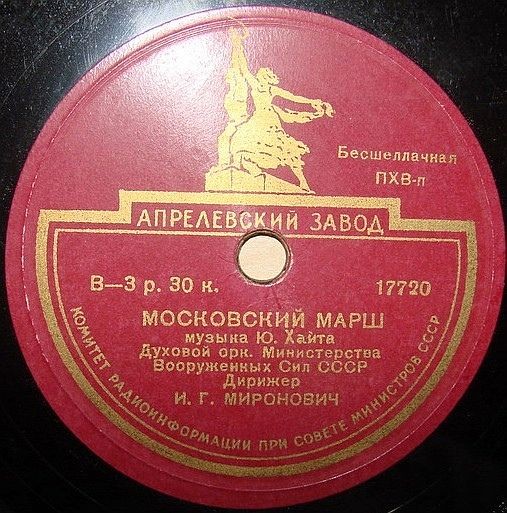 Бесшеллачная
ПХВ-п
АПРЕЛЕВСКИЙ ЗАВОД
В—3 р. 30 к. 17720
МОСКОВСКИЙ МАРШ
музыка Ю. Хайта
Духовой орк. Министерства
Вооруженных Сил СССР
Дирижер
И. Г. МИРОНОВИЧ
КОМИТЕТ РАДИОИНФОРМАЦИИ ПРИ СОВЕТЕ МИНИСТРОВ СССР